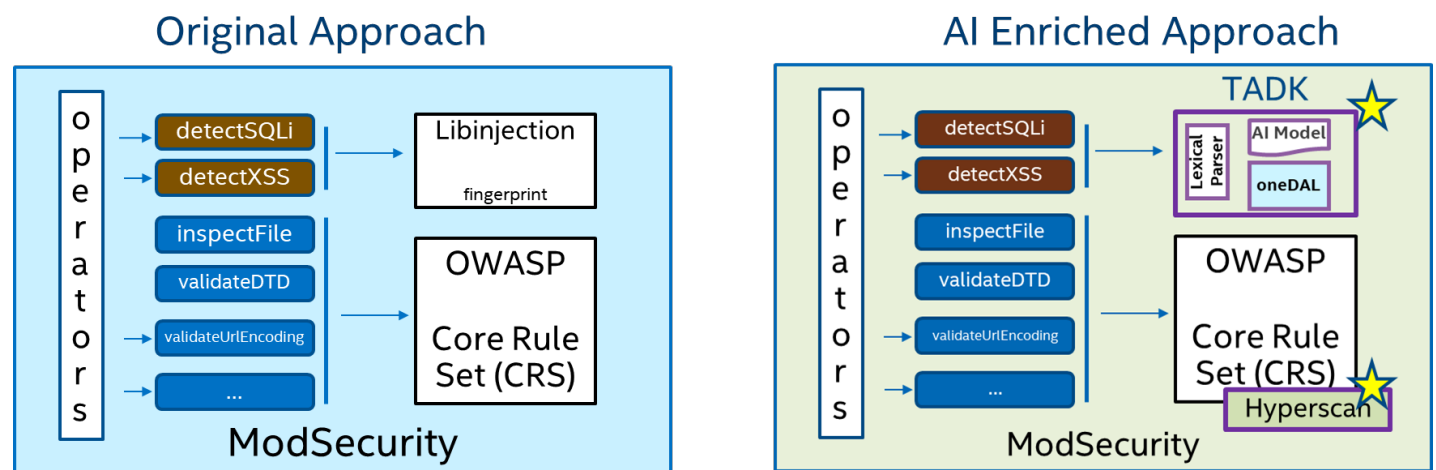 Original Approach
operators
detectSQLi
detectXSS
inspectFile
validateDTD
validateUrlEncoding
...
Libinjection
fingerprint
OWASP
Core Rule
Set (CRS)
ModSecurity
AI Enriched Approach
operators
detectSQLi
detectXSS
inspectFile
validateDTD
validateUrlEncoding
...
TADK
Lexical
Parser
AI Model
oneDAL
OWASP
Core Rule
Set (CRS)
Hyperscan
ModSecurity